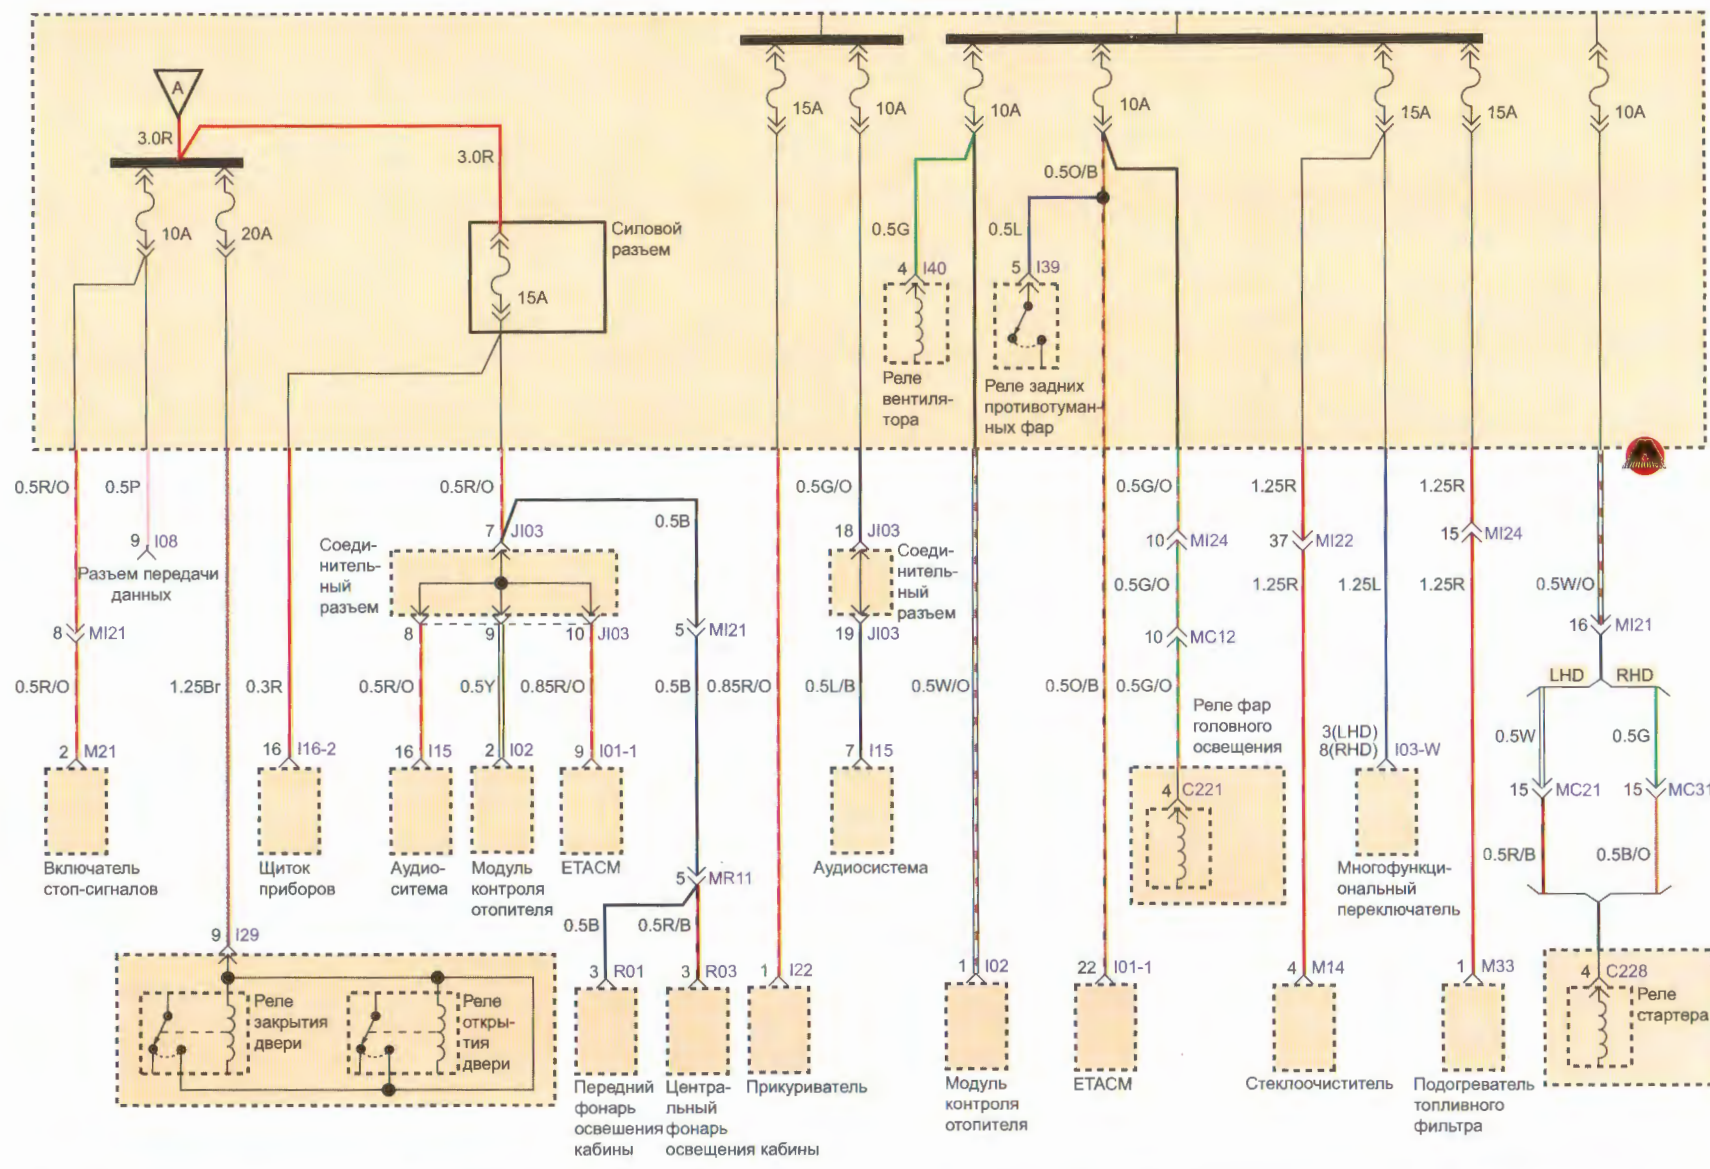 A
3.0R
3.0R
10A
20A
Силовой
разъем
15A
15A
10A
10A
10A
15A
15A
10A
0.5O/B
0.5G
0.5L
4 I40
5 I39
Реле
вентиля-
тора
Реле задних
противотуман-
ных фар
0.5R/O
0.5P
0.5R/O
0.5B
0.5G/O
0.5G/O
1.25R
1.25R
9 I08
Разъем передачи
данных
7 JI03
Соеди-
нитель-
ный
разъем
18 JI03
Соеди-
нитель-
ный
разъем
10 MI24
37 MI22
15 MI24
0.5G/O
1.25R
1.25L
1.25R
0.5W/O
8 MI21
8
9
10 JI03
5 MI21
19 JI03
10 MC12
16 MI21
0.5R/O
1.25Br
0.3R
0.5R/O
0.5Y
0.85R/O
0.5B
0.85R/O
0.5L/B
0.5W/O
0.5O/B
0.5G/O
LHD
RHD
Реле фар
головного
освещения
0.5W
0.5G
3(LHD)
8(RHD) I03-W
2 M21
16 I16-2
16 I15
2 I02
9 I01-1
7 I15
4 C221
15 MC21
15 MC31
Включатель
стоп-сигналов
Щиток
приборов
Аудио-
ситема
Модуль
контроля
отопителя
ETACM
Аудиосистема
Многофункци-
ональный
переключатель
0.5R/B
0.5B/O
5 MR11
0.5B
0.5R/B
9 I29
3 R01
3 R03
1 I22
1 I02
22 I01-1
4 M14
1 M33
4 C228
Реле
закрытия
двери
Реле
откры-
тия
двери
Реле
стартера
Передний
фонарь
освешения
кабины
Центра-
льный
фонарь
освещения кабины
Прикуриватель
Модуль
контроля
отопителя
ETACM
Стеклоочиститель
Подогреватель
топливного
фильтра